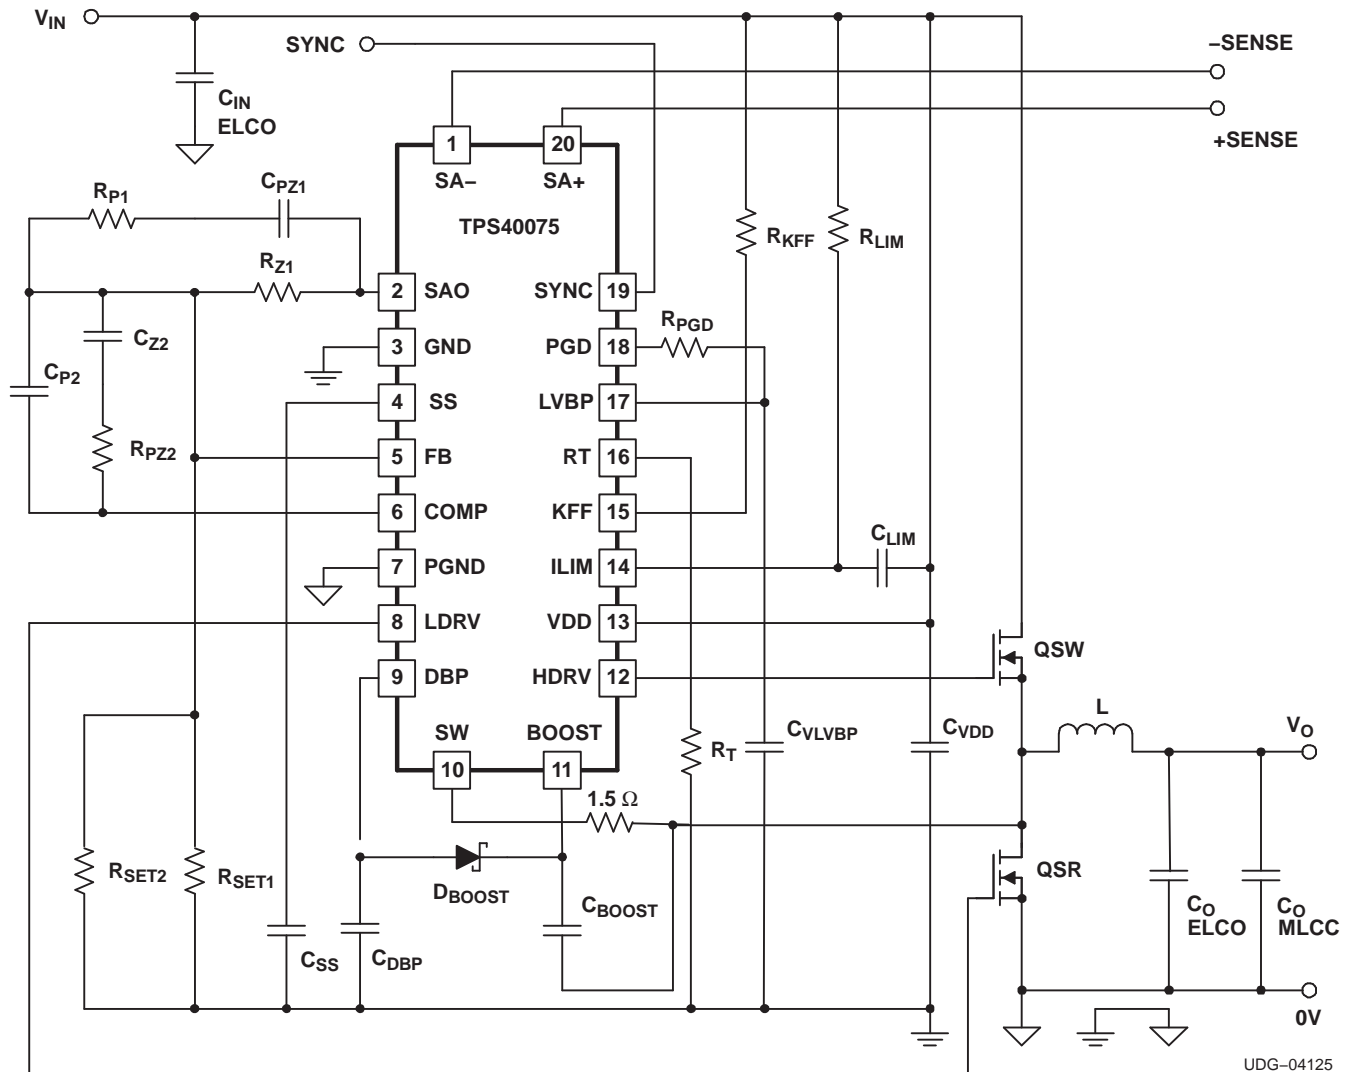 VIN
SYNC
–SENSE
+SENSE
CIN
ELCO
1
20
SA–
SA+
TPS40075
RP1
CPZ1
RZ1
RKFF
RLIM
2 SAO
SYNC 19
RPGD
3 GND
PGD 18
CZ2
CP2
4 SS
LVBP 17
RPZ2
5 FB
RT 16
6 COMP
KFF 15
CLIM
7 PGND
ILIM 14
8 LDRV
VDD 13
9 DBP
HDRV 12
QSW
SW
BOOST
10
11
L
VO
RT
CVLVBP
CVDD
1.5 Ω
RSET2
RSET1
DBOOST
CBOOST
QSR
CO
ELCO
CO
MLCC
CSS
CDBP
0V
UDG–04125